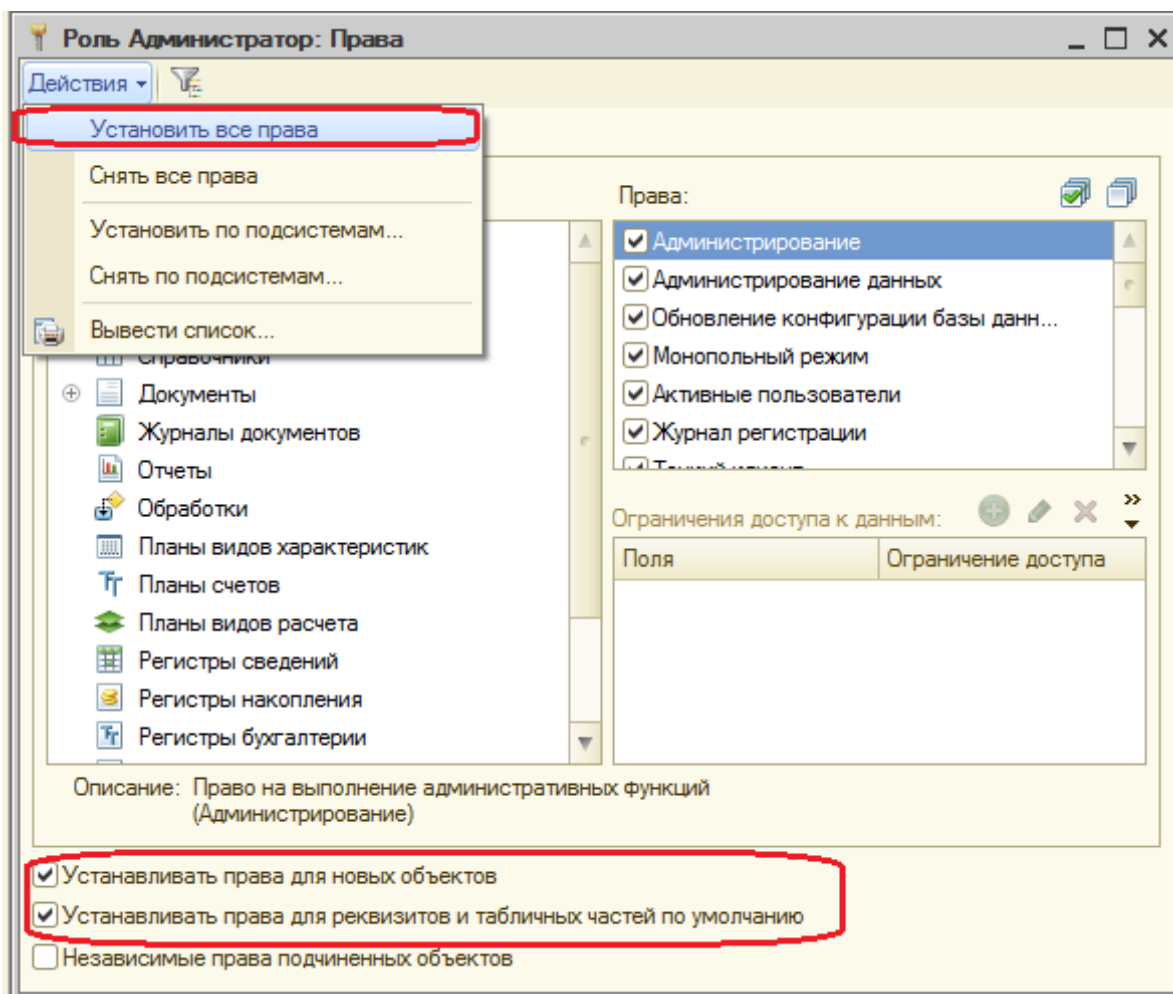 Роль Администратор: Права
Действия
Установить все права
Снять все права
Установить по подсистемам...
Снять по подсистемам...
Вывести список...
Справочники
Документы
Журналы документов
Отчеты
Обработки
Планы видов характеристик
Планы счетов
Планы видов расчета
Регистры сведений
Регистры накопления
Регистры бухгалтерии
Права:
Администрирование
Администрирование данных
Обновление конфигурации базы данн...
Монопольный режим
Активные пользователи
Журнал регистрации
Тонкий клиент
Ограничения доступа к данным:
Поля Ограничение доступа
Описание: Право на выполнение административных функций
(Администрирование)
Устанавливать права для новых объектов
Устанавливать права для реквизитов и табличных частей по умолчанию
Независимые права подчиненных объектов